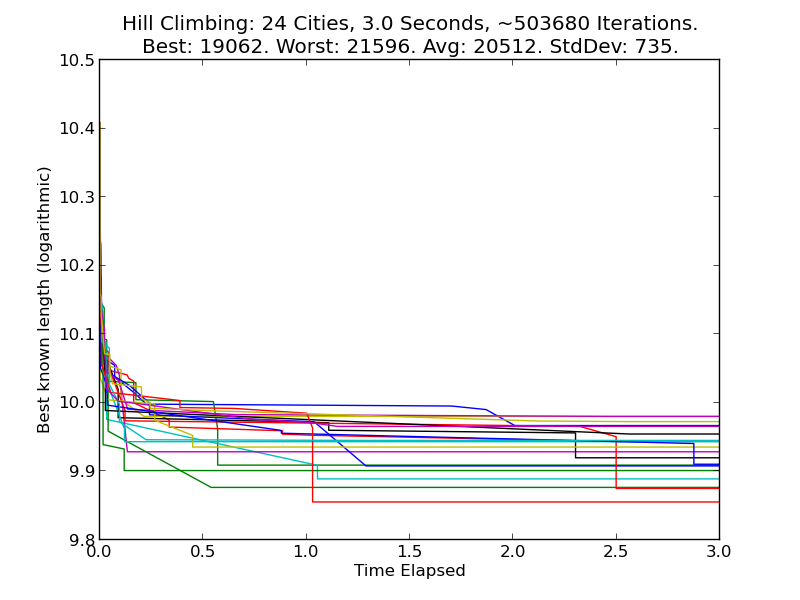 Hill Climbing: 24 Cities, 3.0 Seconds, ~503680 Iterations.
Best: 19062. Worst: 21596. Avg: 20512. StdDev: 735.
10.5
10.4
10.3
10.2
10.1
10.0
9.9
9.8
Best known length (logarithmic)
0.0 0.5 1.0 1.5 2.0 2.5 3.0
Time Elapsed